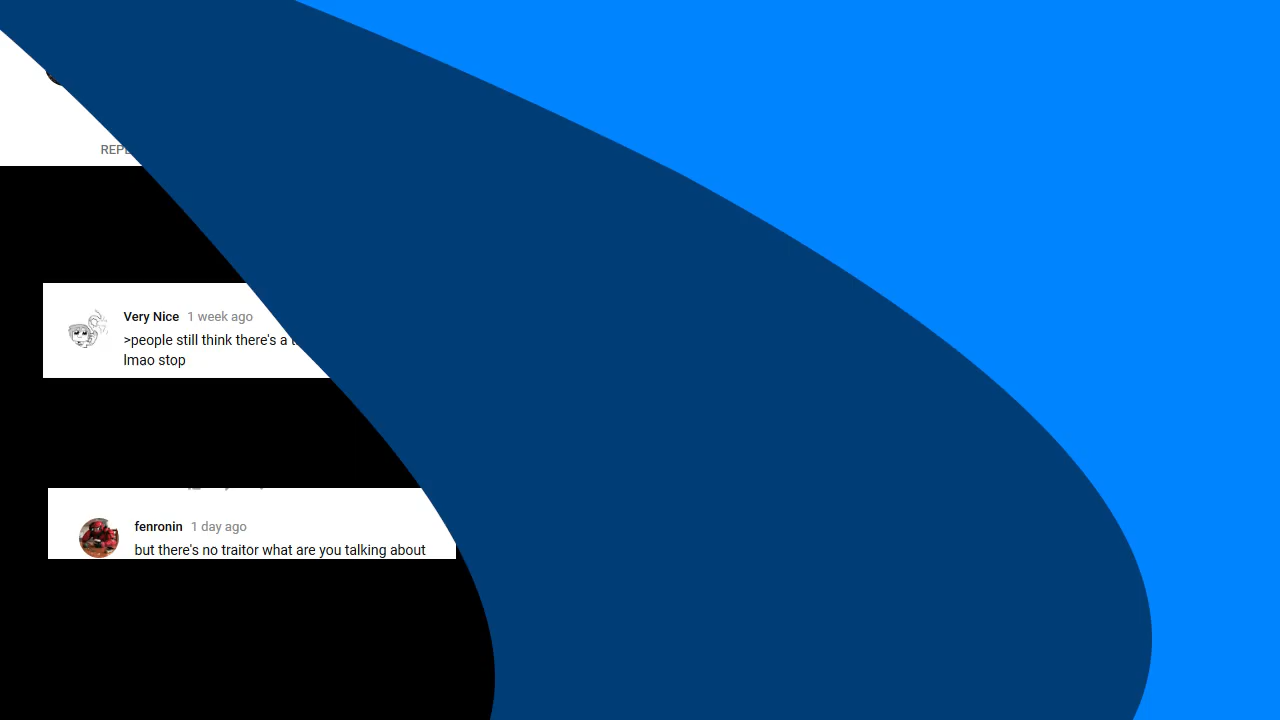 Very Nice 1 week ago
>people still think there's a
lmao stop
fenronin 1 day ago
but there's no traitor what are you talking about